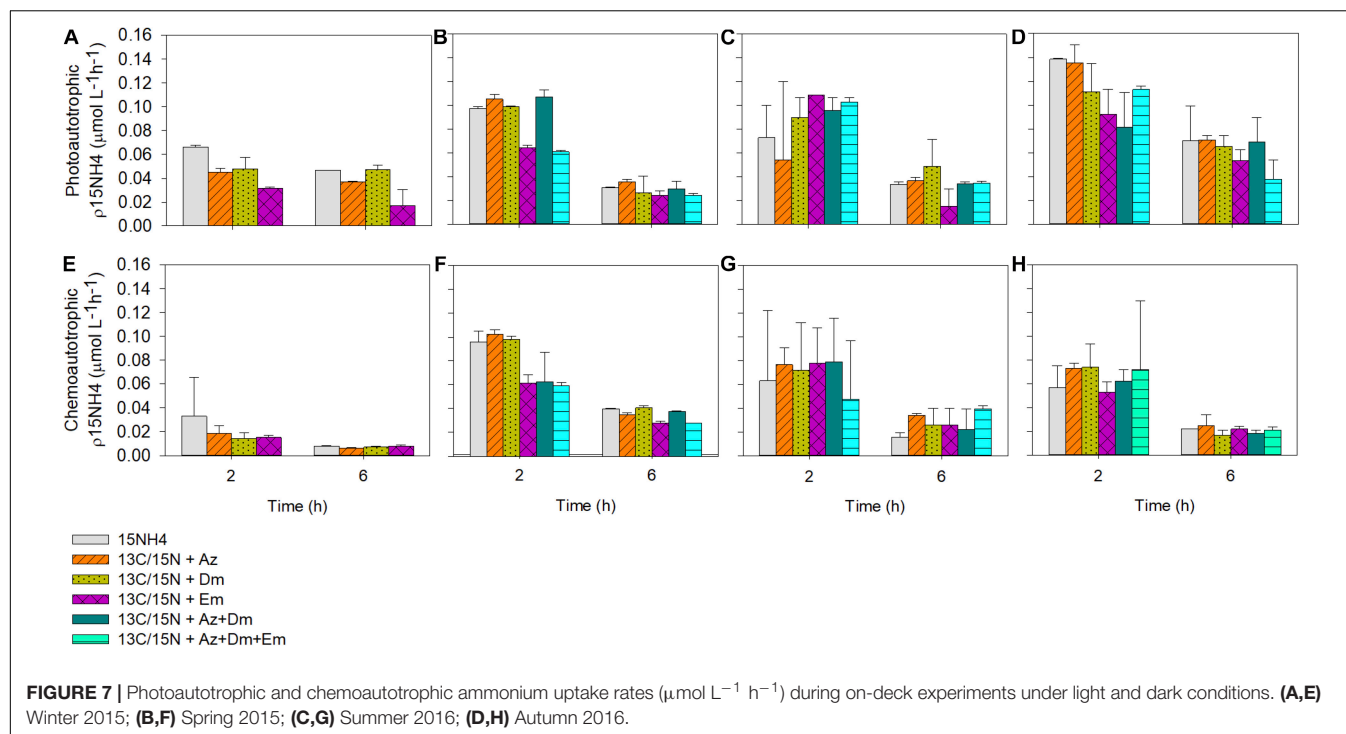 A
B
C
D
Photoautotrophic
ρ15NH4 (μmol L-1h-1)
0.16
0.14
0.12
0.10
0.08
0.06
0.04
0.02
0.00
E
F
G
H
Chemoautotrophic
ρ15NH4 (μmol L-1h-1)
0.16
0.14
0.12
0.10
0.08
0.06
0.04
0.02
0.00
2 6 2 6 2 6 2 6
Time (h) Time (h) Time (h) Time (h)
15NH4
13C/15N + Az
13C/15N + Dm
13C/15N + Em
13C/15N + Az+Dm
13C/15N + Az+Dm+Em
FIGURE 7 | Photoautotrophic and chemoautotrophic ammonium uptake rates (μmol L−1 h−1) during on-deck experiments under light and dark conditions. (A,E)
Winter 2015; (B,F) Spring 2015; (C,G) Summer 2016; (D,H) Autumn 2016.